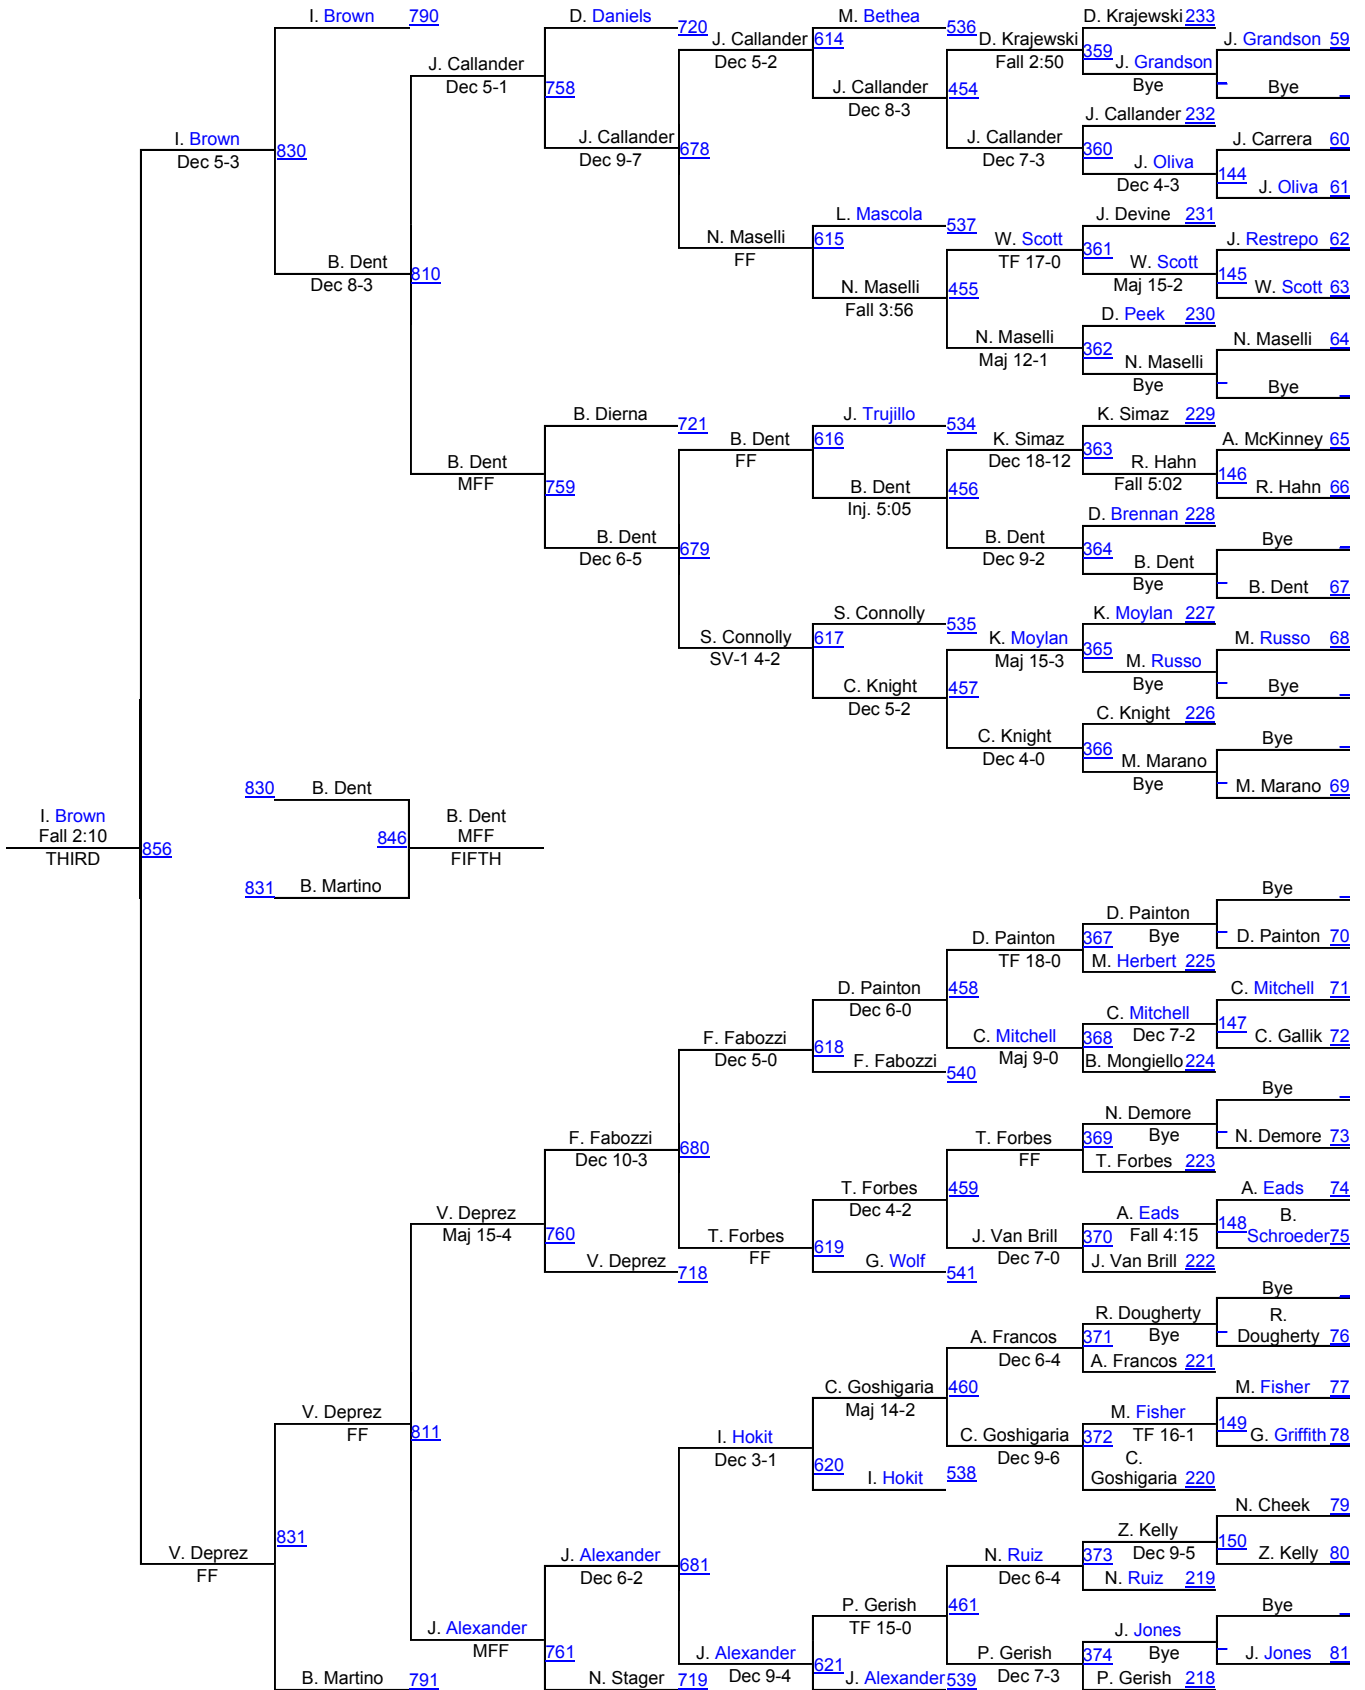 I. Brown 790 D. Daniels 720 M. Bethea 536 D. Krajewski 233
J. Callander 614 D. Krajewski J. Grandson 59
Dec 5-2 Fall 2:50 359
J. Callander J. Grandson
Dec 5-1 758 J. Callander 454 Bye _ Bye _
Dec 8-3
J. Callander 232
I. Brown 830 J. Callander 678 J. Callander 360 J. Carrera 60
Dec 5-3 Dec 9-7 Dec 7-3 J. Oliva 144
Dec 4-3 J. Oliva 61
L. Mascola 537 J. Devine 231
N. Maselli 615 W. Scott 361 J. Restrepo 62
FF TF 17-0 W. Scott 145
B. Dent 810 N. Maselli 455 Maj 15-2 W. Scott 63
Dec 8-3 Fall 3:56
D. Peek 230
N. Maselli 362 N. Maselli 64
Maj 12-1 N. Maselli
Bye _ Bye _
B. Dierna 721 J. Trujillo 534 K. Simaz 229
B. Dent 616 K. Simaz 363 A. McKinney 65
FF Dec 18-12 R. Hahn 146
B. Dent 759 B. Dent 456 Fall 5:02 R. Hahn 66
MFF Inj. 5:05
D. Brennan 228
B. Dent 679 B. Dent 364 Bye _
Dec 6-5 Dec 9-2 B. Dent
Bye _ B. Dent 67
S. Connolly 535 K. Moylan 227
S. Connolly 617 K. Moylan 365 M. Russo 68
SV-1 4-2 Maj 15-3 M. Russo
C. Knight 457 Bye _ Bye _
Dec 5-2
C. Knight 226
C. Knight 366 Bye _
Dec 4-0 M. Marano
830 B. Dent Bye _ M. Marano 69
I. Brown B. Dent
Fall 2:10 856 846 MFF
THIRD FIFTH
831 B. Martino Bye _
D. Painton
D. Painton 367 Bye _ D. Painton 70
TF 18-0 M. Herbert 225
D. Painton 458 C. Mitchell 71
Dec 6-0 C. Mitchell 147
F. Fabozzi 618 C. Mitchell 368 Dec 7-2 C. Gallik 72
Dec 5-0 F. Fabozzi 540 Maj 9-0 B. Mongiello 224
Bye _
N. Demore
F. Fabozzi 680 T. Forbes 369 Bye _ N. Demore 73
Dec 10-3 FF T. Forbes 223
T. Forbes 459 A. Eads 74
V. Deprez Dec 4-2 A. Eads 148 B.
Maj 15-4 760 T. Forbes 619 J. Van Brill 370 Fall 4:15 Schroeder 75
V. Deprez 718 FF G. Wolf 541 Dec 7-0 J. Van Brill 222
Bye _
R. Dougherty R.
A. Francos 371 Bye _ Dougherty 76
Dec 6-4 A. Francos 221
C. Goshigaria 460 M. Fisher 77
V. Deprez 811 Maj 14-2 M. Fisher 149
FF I. Hokit 620 C. Goshigaria 372 TF 16-1 G. Griffith 78
Dec 3-1 I. Hokit 538 Dec 9-6 C.
Goshigaria 220
N. Cheek 79
831 Z. Kelly 150
V. Deprez J. Alexander 681 N. Ruiz 373 Dec 9-5 Z. Kelly 80
FF Dec 6-2 Dec 6-4 N. Ruiz 219
P. Gerish 461 Bye _
J. Alexander TF 15-0 J. Jones
MFF 761 J. Alexander 621 P. Gerish 374 Bye _ J. Jones 81
B. Martino 791 N. Stager 719 Dec 9-4 J. Alexander 539 Dec 7-3 P. Gerish 218